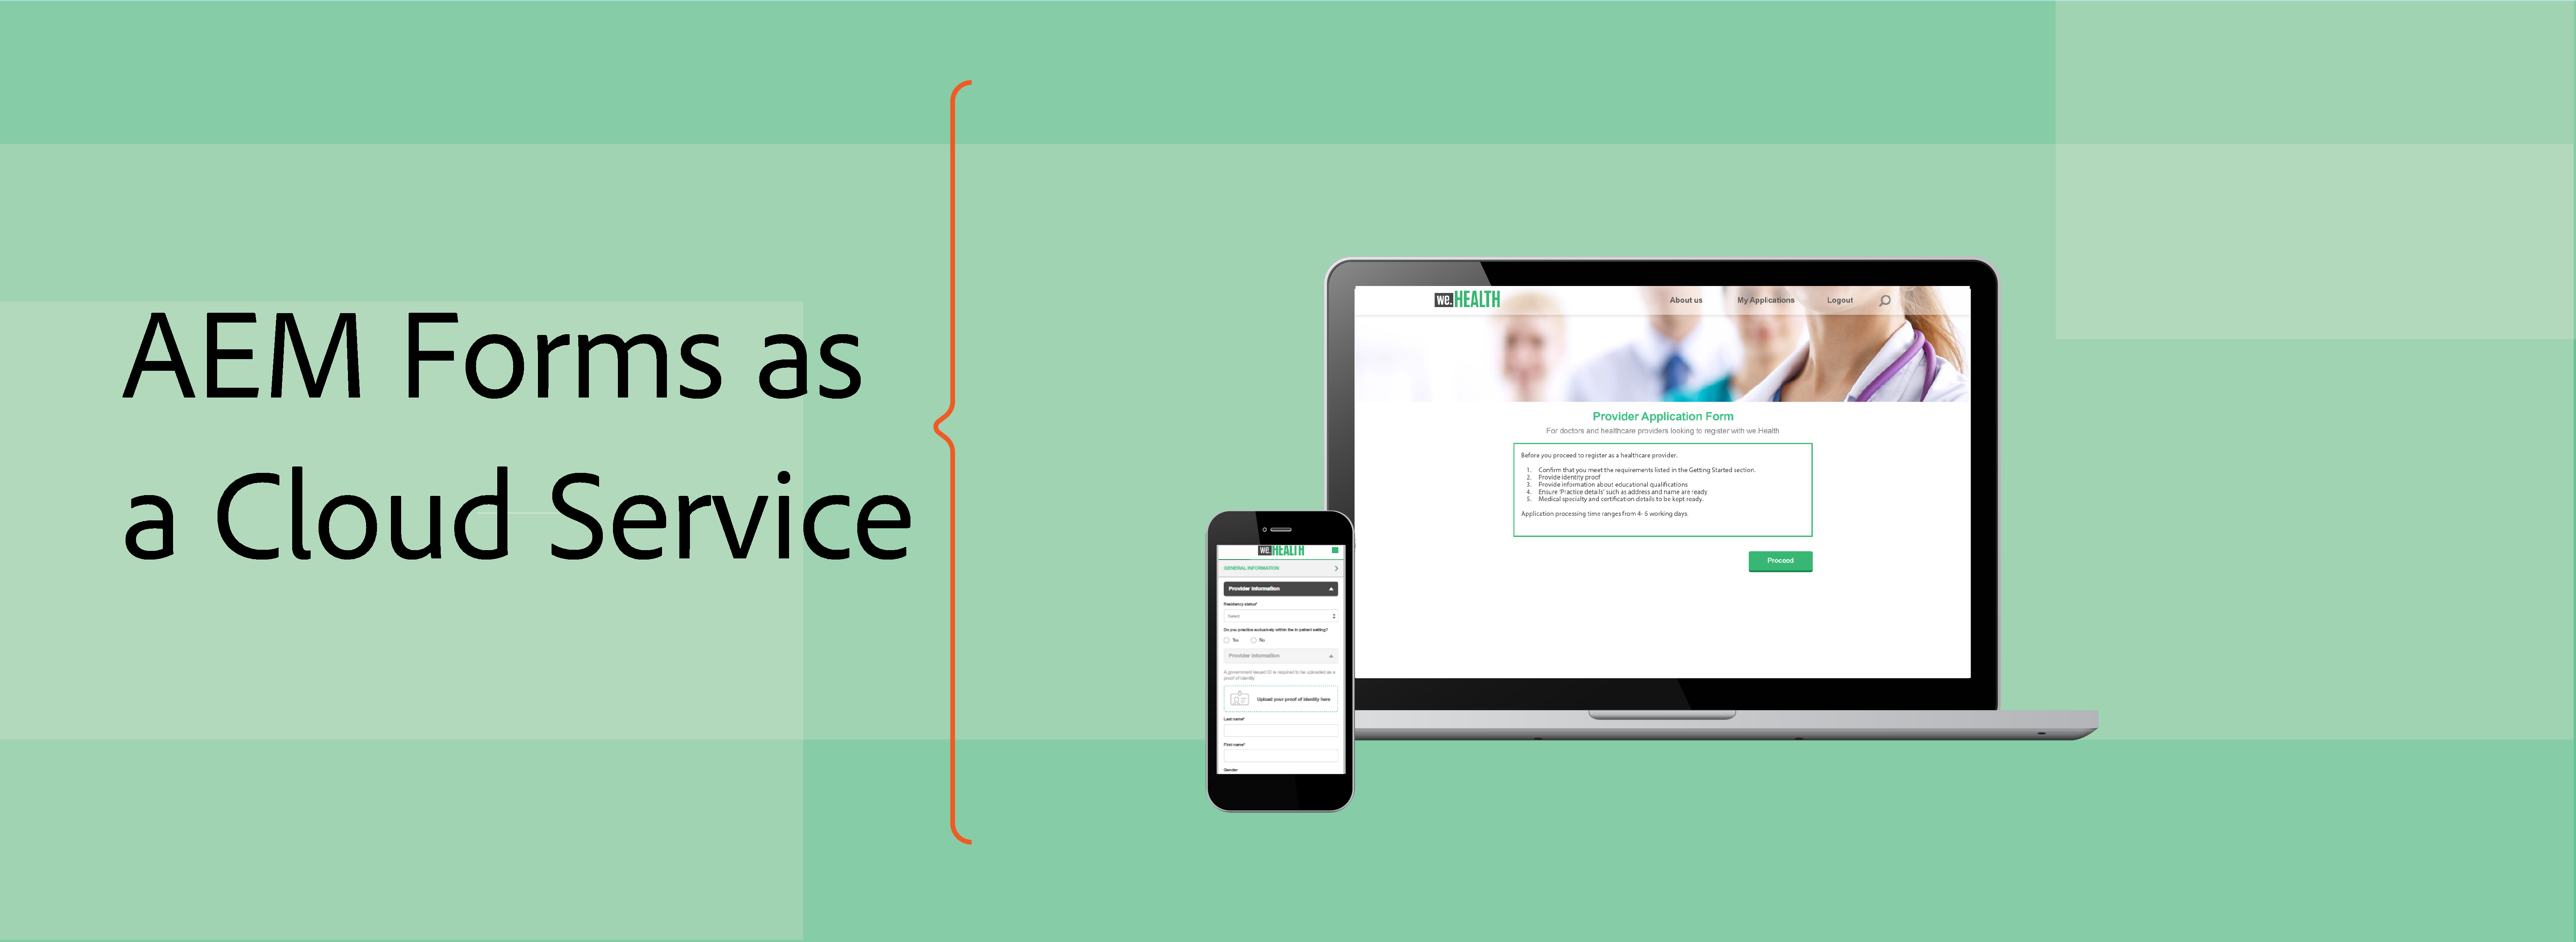 AEM Forms as
a Cloud Service
we.HEALTH
About us
My Applications
Logout
Provider Application Form
For doctors and healthcare providers looking to register with we.Health
Before you proceed to register as a healthcare provider.
1. Confirm that you meet the requirements listed in the Getting Started section.
2. Provide identity proof
3. Provide information about educational qualifications
4. Ensure 'Practice details' such as address and name are ready
5. Medical specialty and certification details to be kept ready.
Application processing time ranges from 4- 5 working days.
Proceed
we.HEALTH
GENERAL INFORMATION
Provider Information
Residency status*
Select
Do you practice exclusively within the in patient setting?
Yes No
Provider Information
A government issued ID is required to be uploaded as a
proof of identity
Upload your proof of identity here
Last name*
First name*
Gender